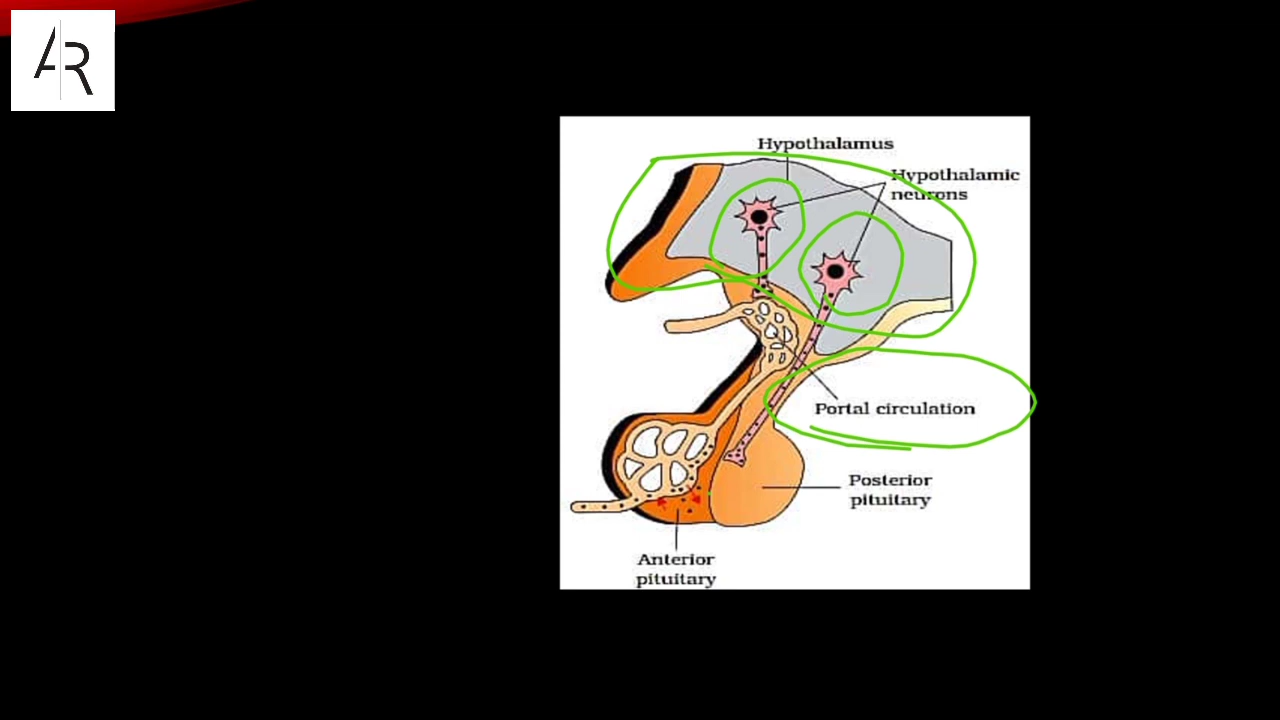 AR
Hypothalamus
Hypothalamic
neurons
Portal circulation
Posterior
pituitary
Anterior
pituitary